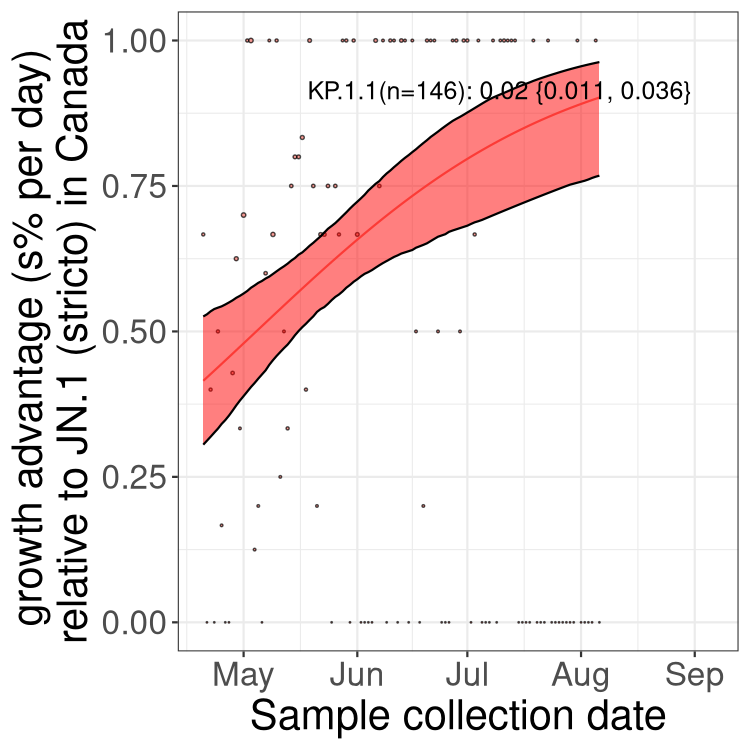 growth advantage (s% per day)
relative to JN.1 (stricto) in Canada
1.00
0.75
0.50
0.25
0.00
KP.1.1(n=146): 0.02 {0.011, 0.036}
May Jun Jul Aug Sep
Sample collection date